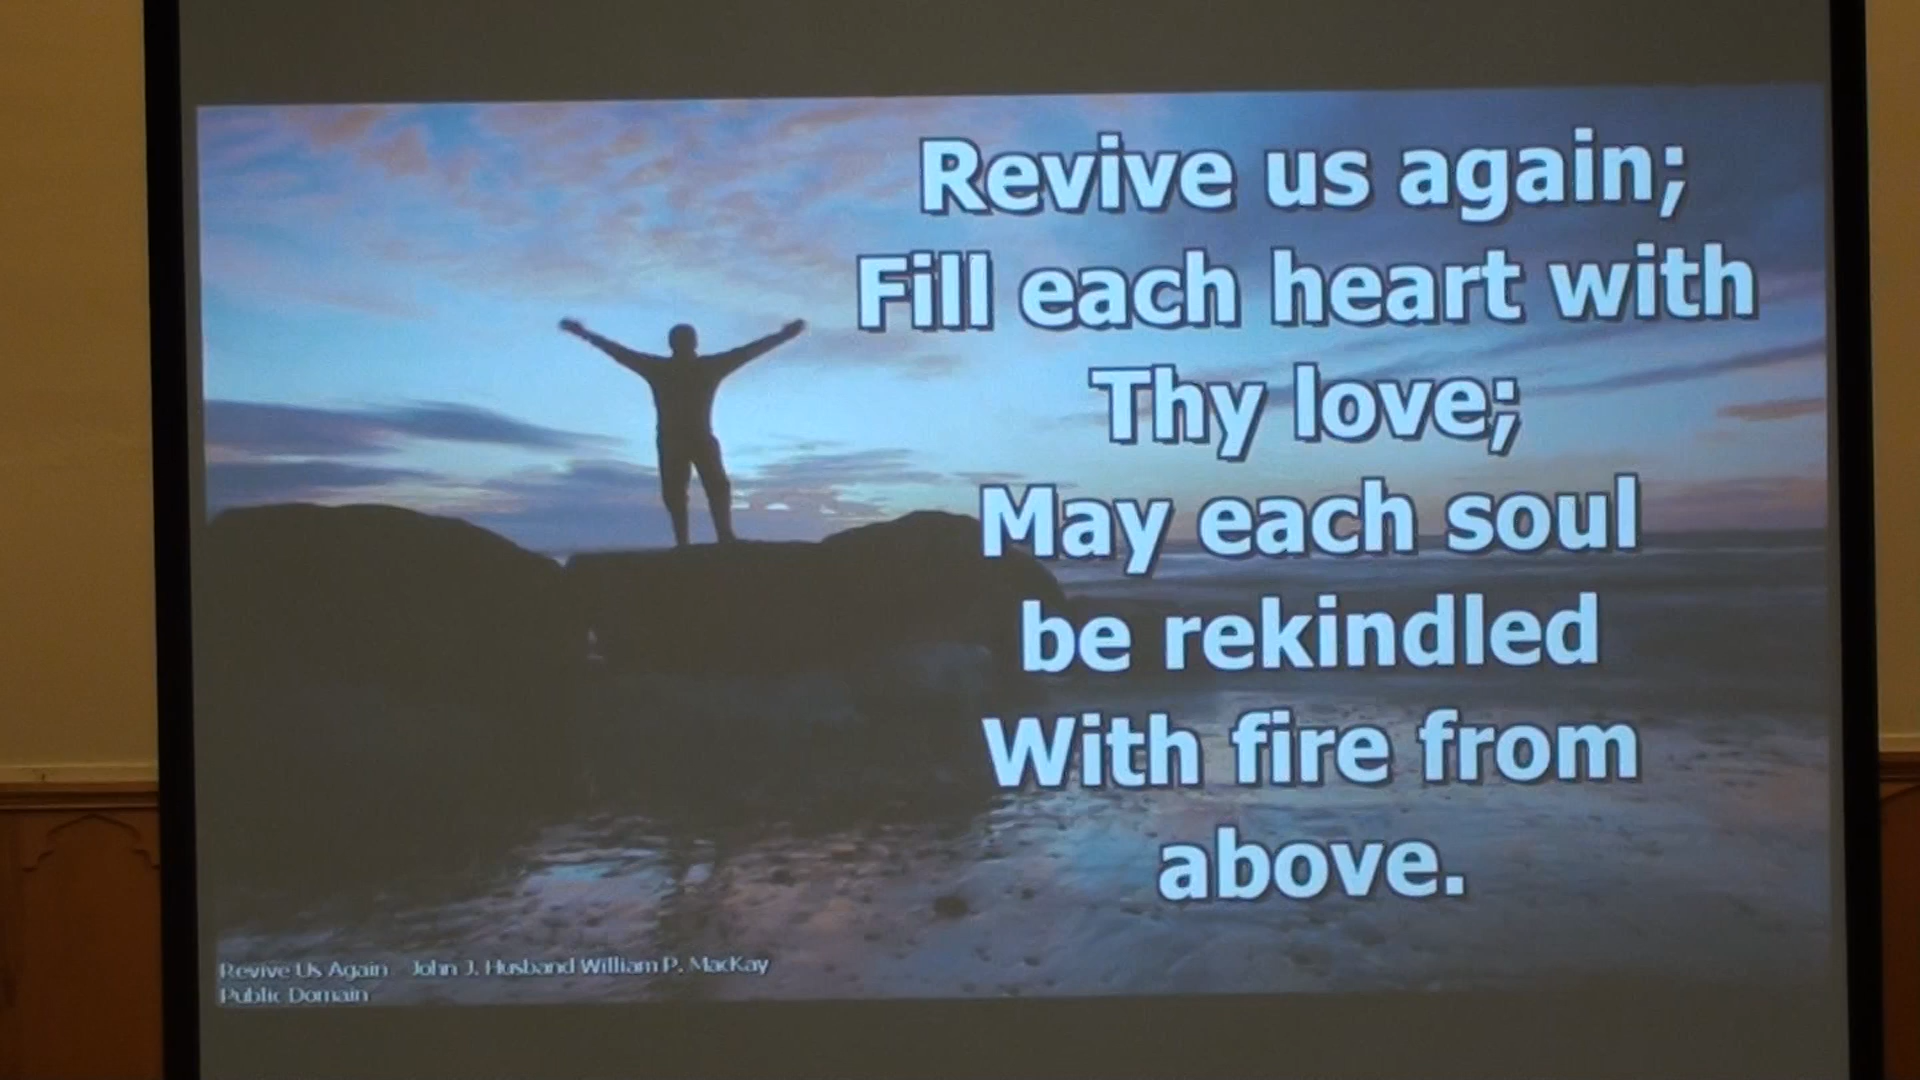 Revive us again;
Fill each heart with
Thy love;
May each soul
be rekindled
With fire from
above.
Revive Us Again John J. Husband William P. MacKay
Public Domain